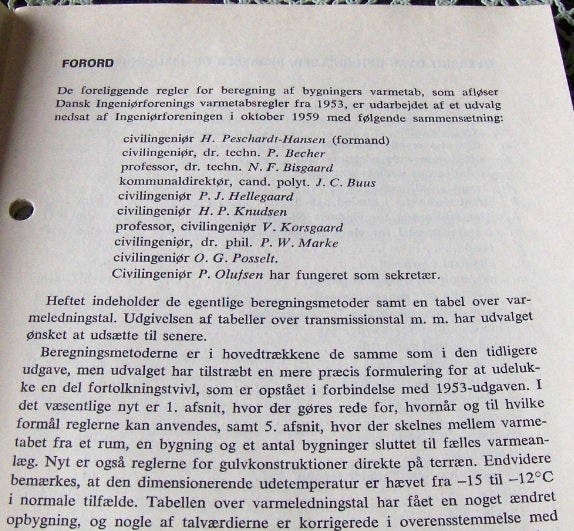 FORORD
De foreliggende regler for beregning af bygningers varmetab, som afløser
Dansk Ingeniørforenings varmetabsregler fra 1953, er udarbejdet af et udvalg
nedsat af Ingeniørforeningen i oktober 1959 med følgende sammensætning:
civilingeniør H. Peschardt-Hansen (formand)
civilingeniør, dr. techn. P. Becher
professor, dr. techn. N. F. Bisgaard
kommunaldirektør, cand. polyt. J. C. Buus
civilingeniør P. J. Hellegaard
civilingeniør H. P. Knudsen
professor, civilingeniør V. Korsgaard
civilingeniør, dr. phil. P. W. Marke
civilingeniør O. G. Posselt.
Civilingeniør P. Olufsen har fungeret som sekretær.
Heftet indeholder de egentlige beregningsmetoder samt en tabel over var-
meledningstal. Udgivelsen af tabeller over transmissionstal m. m. har udvalget
ønsket at udsætte til senere.
Beregningsmetoderne er i hovedtrækkene de samme som i den tidligere
udgave, men udvalget har tilstræbt en mere præcis formulering for at udeluk-
ke en del fortolkningstvivl, som er opstået i forbindelse med 1953-udgaven. I
det væsentlige nyt er 1. afsnit, hvor der gøres rede for, hvornår og til hvilke
formål reglerne kan anvendes, samt 5. afsnit, hvor der skelnes mellem varme-
tabet fra et rum, en bygning og et antal bygninger sluttet til fælles varmean-
læg. Nyt er også reglerne for gulvkonstruktioner direkte på terræn. Endvidere
bemærkes, at den dimensionerende udetemperatur er hævet fra –15 til –12°C
i normale tilfælde. Tabellen over varmeledningstal har fået en noget ændret
opbygning, og nogle af talværdierne er korrigerede i overensstemmelse med